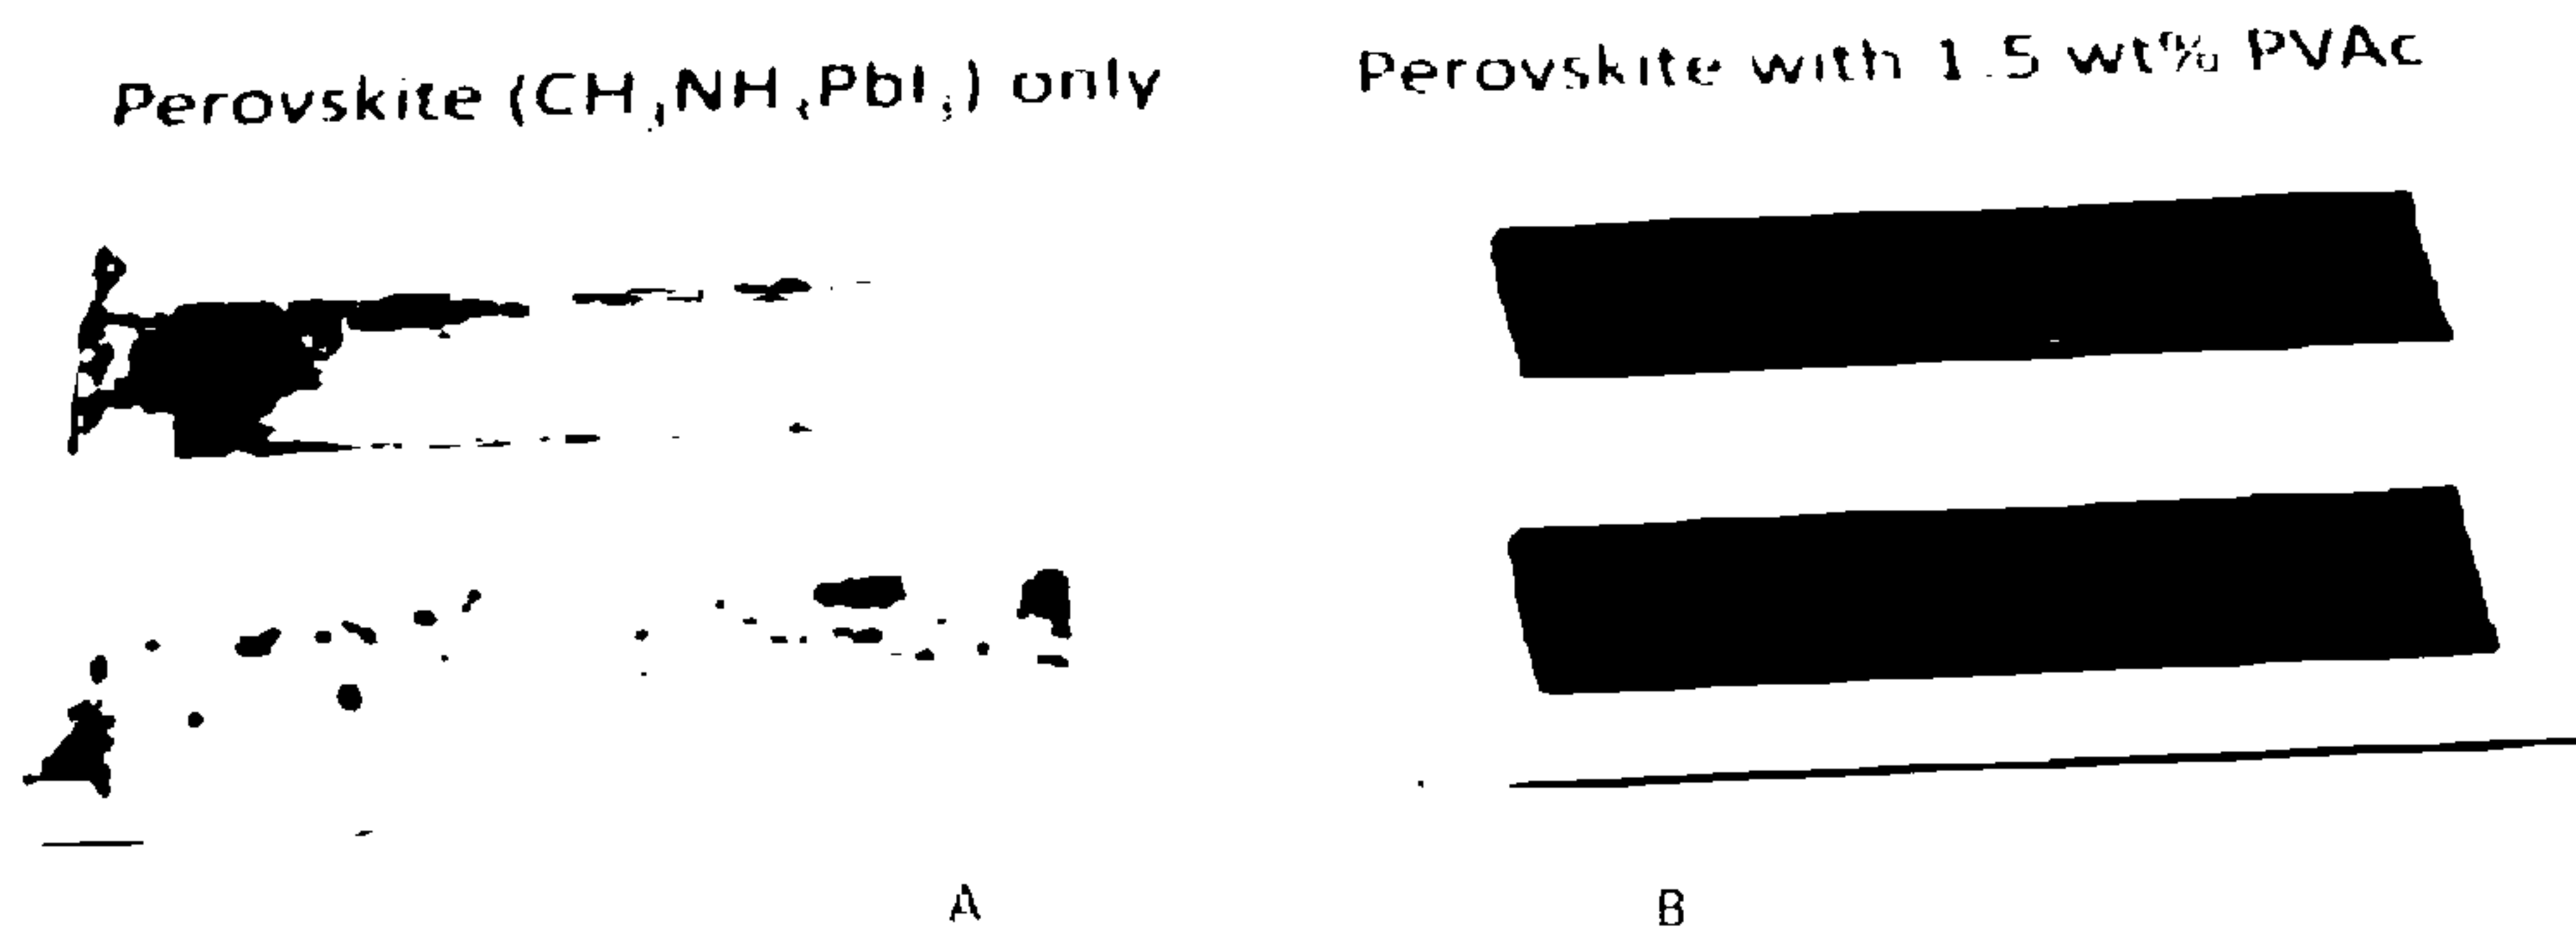 Perovskite (CH₃NH₃PbI₃) only
Perovskite with 1.5 wt% PVAc
A
B